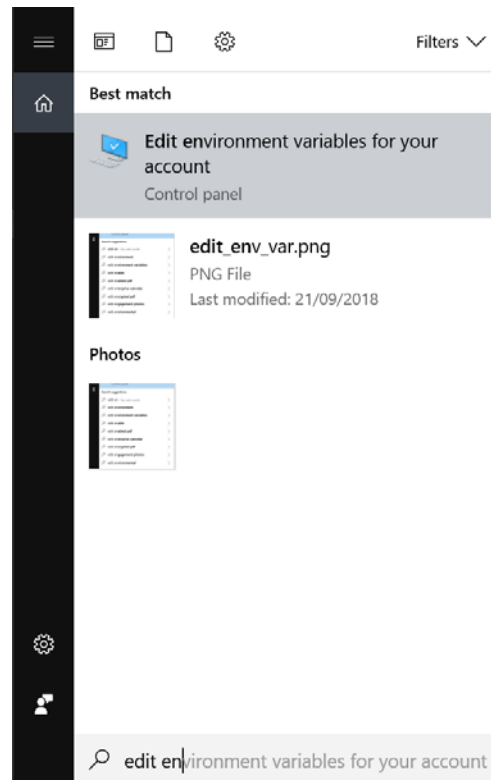 Filters
Best match
Edit environment variables for your
account
Control panel
edit_env_var.png
PNG File
Last modified: 21/09/2018
Photos
edit environment variables for your account